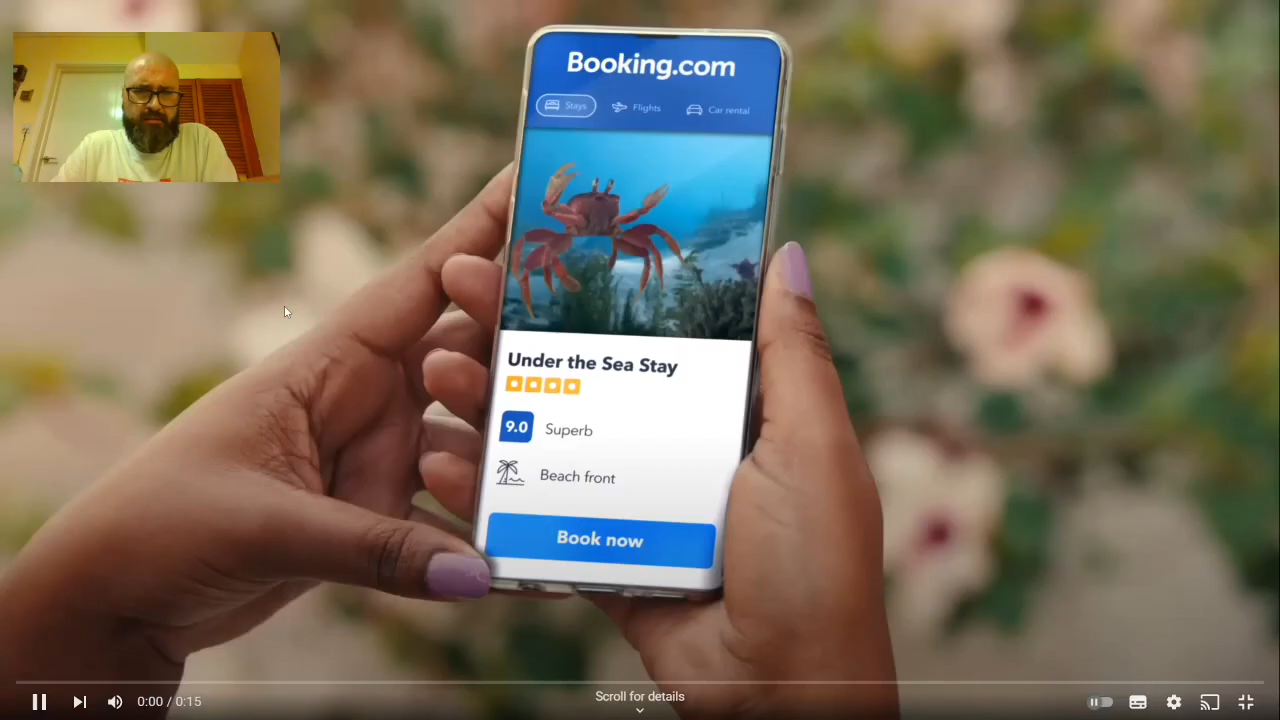 Booking.com
Stays Flights Car rental
Under the Sea Stay
9.0 Superb
Beach front
Book now
Scroll for details
0:00 / 0:15